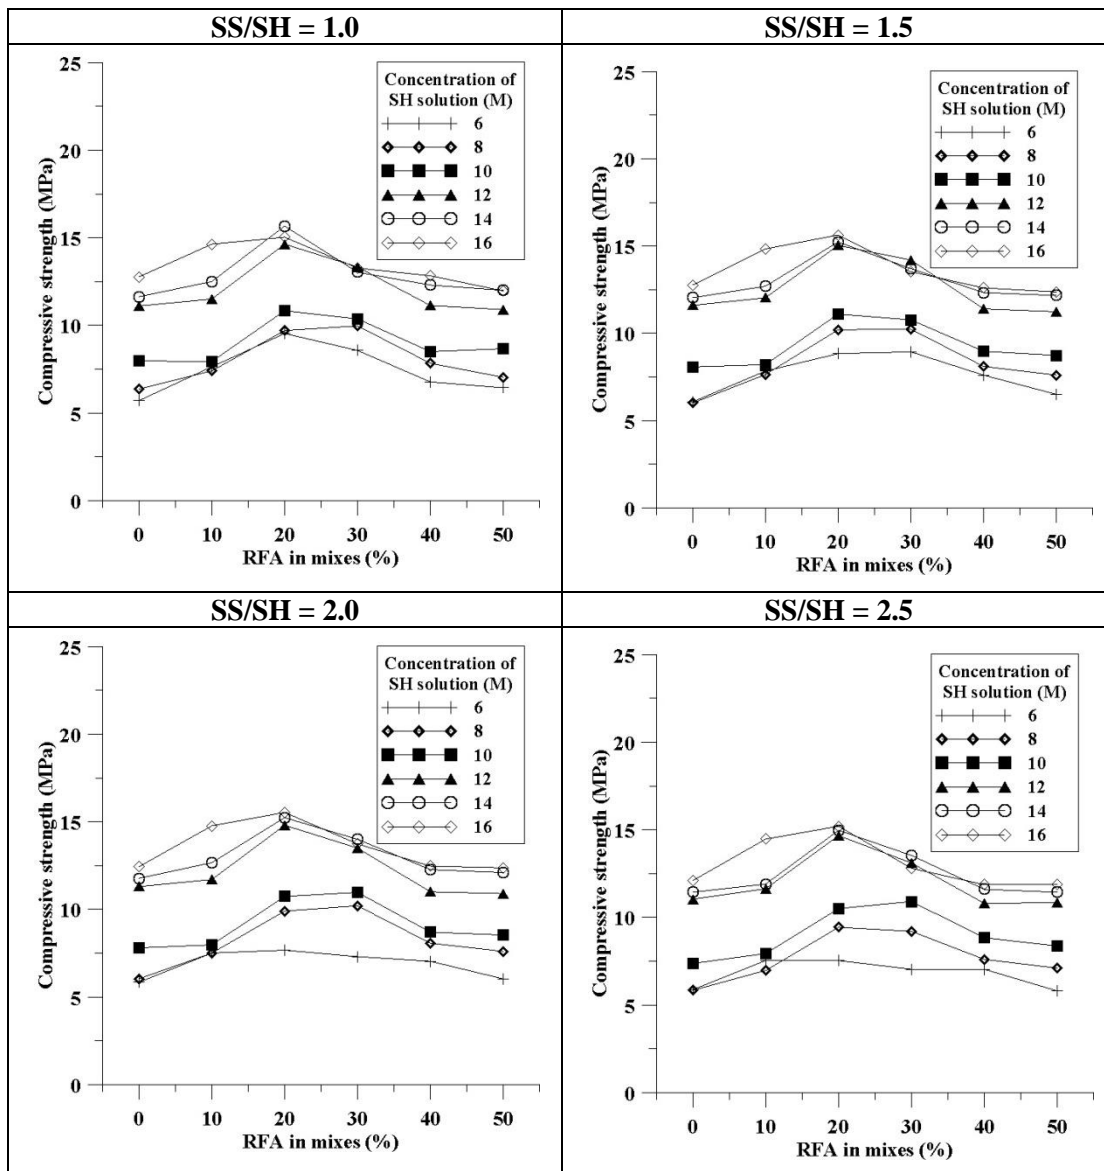 SS/SH = 1.0
SS/SH = 1.5
25
20
15
10
5
0
Compressive strength (MPa)
Concentration of
SH solution (M)
6
8
10
12
14
16
0 10 20 30 40 50
RFA in mixes (%)
25
20
15
10
5
0
Compressive strength (MPa)
Concentration of
SH solution (M)
6
8
10
12
14
16
0 10 20 30 40 50
RFA in mixes (%)
SS/SH = 2.0
SS/SH = 2.5
25
20
15
10
5
0
Compressive strength (MPa)
Concentration of
SH solution (M)
6
8
10
12
14
16
0 10 20 30 40 50
RFA in mixes (%)
25
20
15
10
5
0
Compressive strength (MPa)
Concentration of
SH solution (M)
6
8
10
12
14
16
0 10 20 30 40 50
RFA in mixes (%)